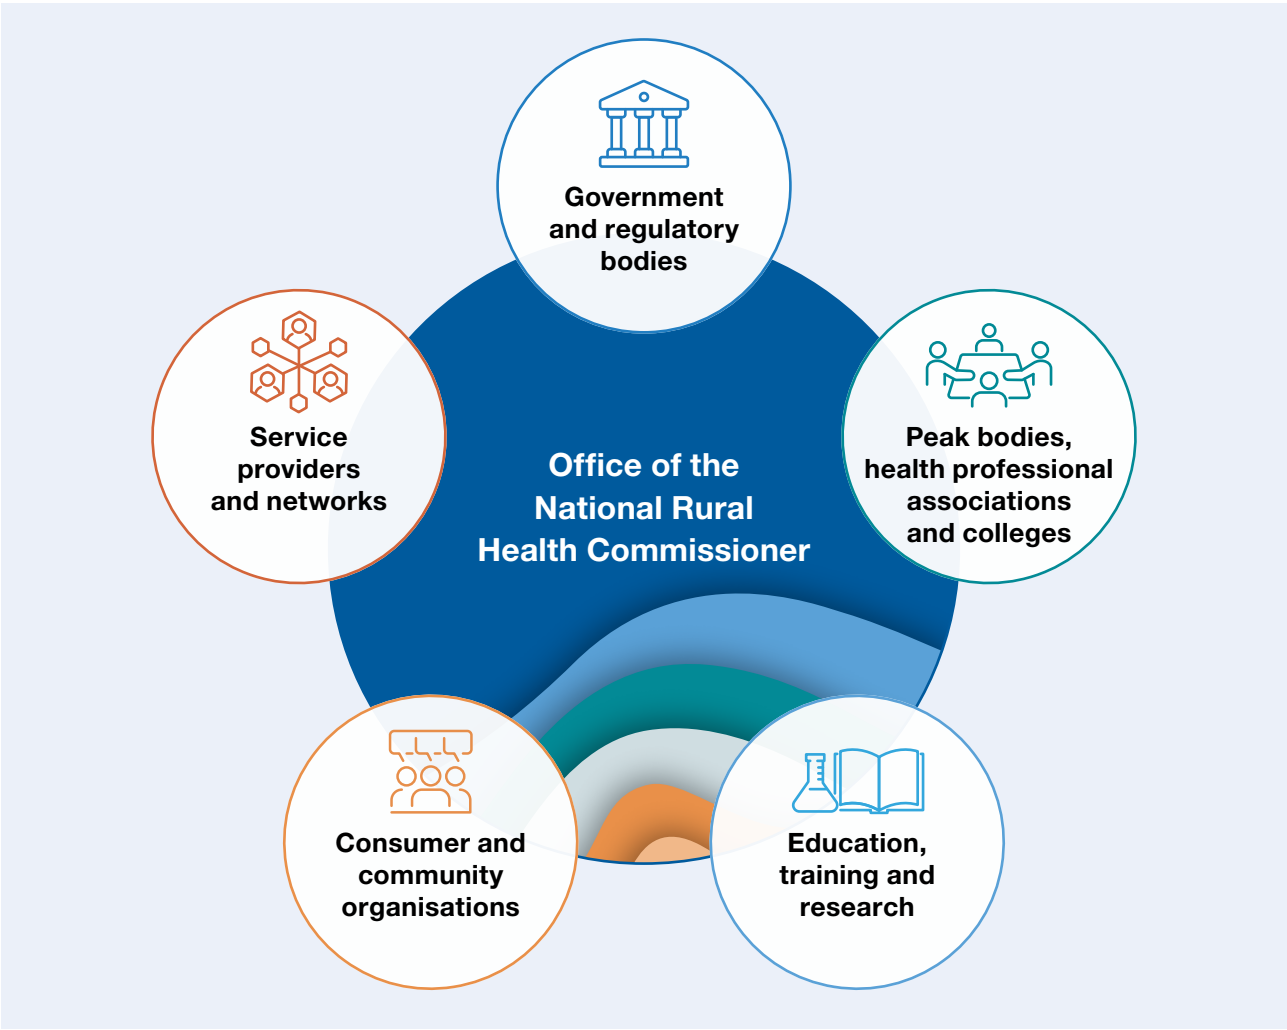 Government
and regulatory
bodies
Service
providers
and networks
Peak bodies,
health professional
associations
and colleges
Office of the
National Rural
Health Commissioner
Consumer and
community
organisations
Education,
training and
research